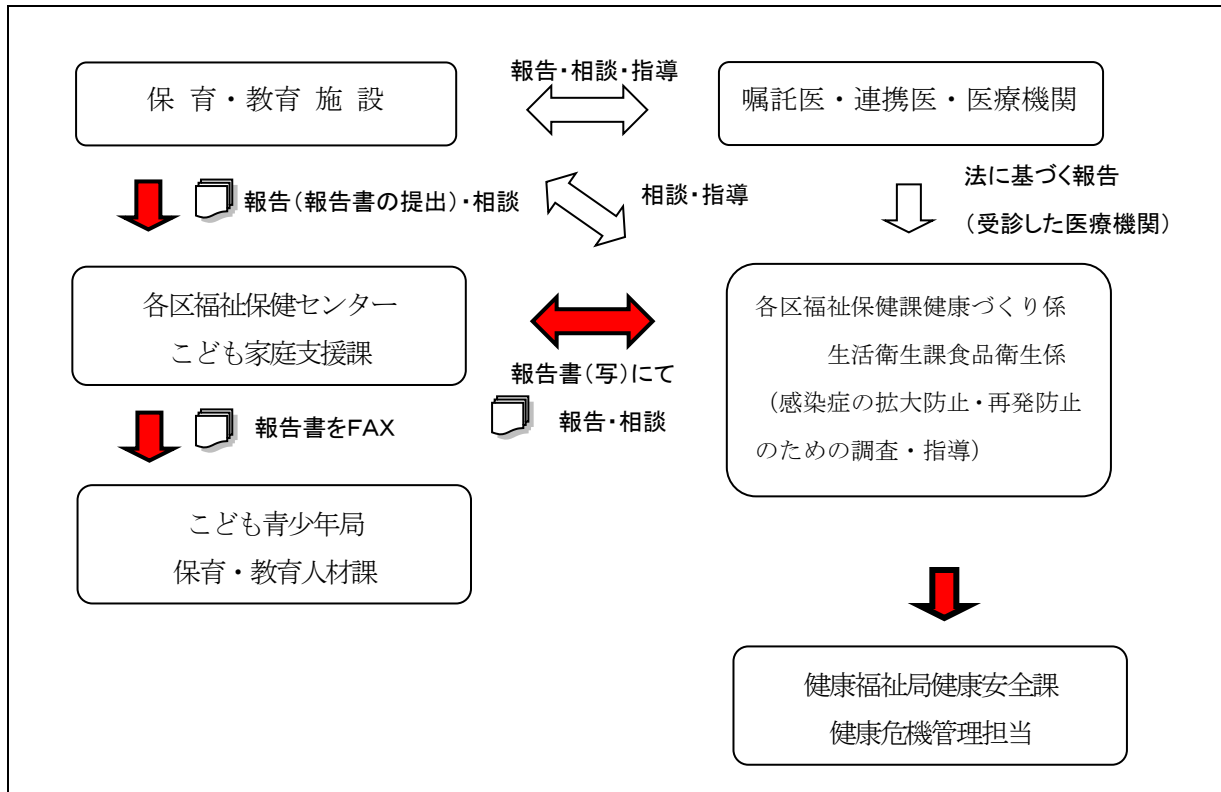 報告・相談・指導
保 育・教育 施 設
嘱託医・連携医・医療機関
報告(報告書の提出)・相談
相談・指導
法に基づく報告
(受診した医療機関)
各区福祉保健センター
こども家庭支援課
報告書(写)にて
報告・相談
各区福祉保健課健康づくり係
生活衛生課食品衛生係
(感染症の拡大防止・再発防止
のための調査・指導)
報告書をFAX
こども青少年局
保育・教育人材課
健康福祉局健康安全課
健康危機管理担当